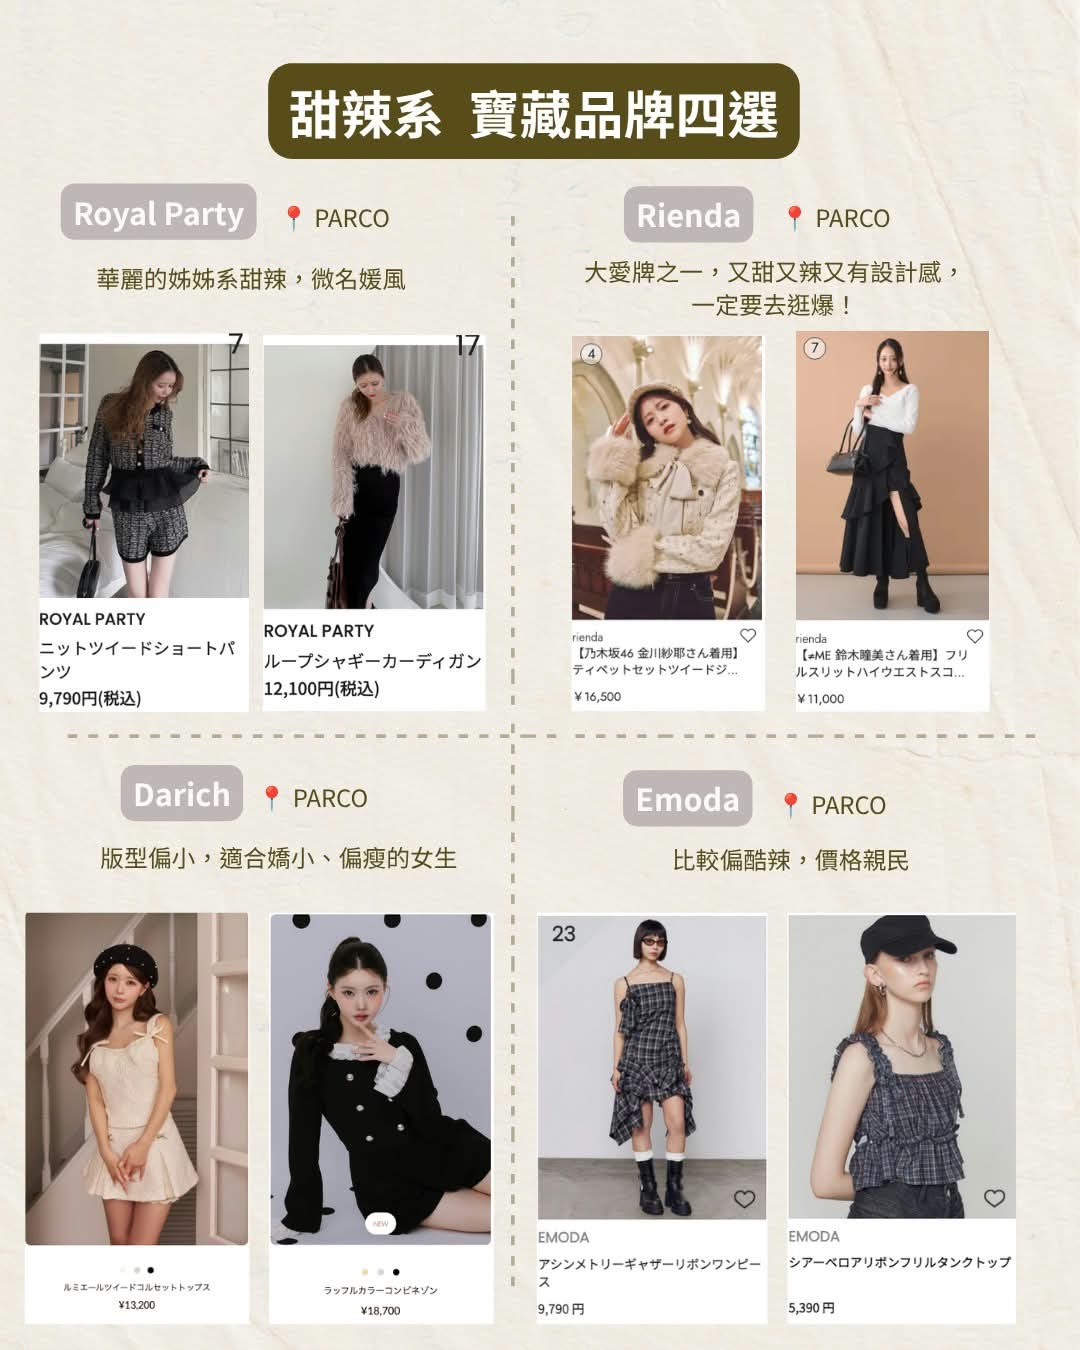 甜辣系 寶藏品牌四選
Royal Party
📍 PARCO
華麗的姊姊系甜辣，微名媛風
7
17
ROYAL PARTY
ニットツイードショートパ
ンツ
9,790円(税込)
ROYAL PARTY
ループシャギーカーディガン
12,100円(税込)
Rienda
📍 PARCO
大愛牌之一，又甜又辣又有設計感，
一定要去逛爆！
4
7
rienda
【乃木坂46 金川紗耶さん着用】
ティペットセットツイードジ...
¥16,500
rienda
【≠ME 鈴木瞳美さん着用】フリ
ルスリットハイウエストスコ...
¥11,000
Darich
📍 PARCO
版型偏小，適合嬌小、偏瘦的女生
ルミエールツイードコルセットトップス
¥13,200
NEW
ラッフルカラーコンビネゾン
¥18,700
Emoda
📍 PARCO
比較偏酷辣，價格親民
23
EMODA
アシンメトリーギャザーリボンワンピー
ス
9,790 円
EMODA
シアーベロアリボンフリルタンクトップ
5,390 円